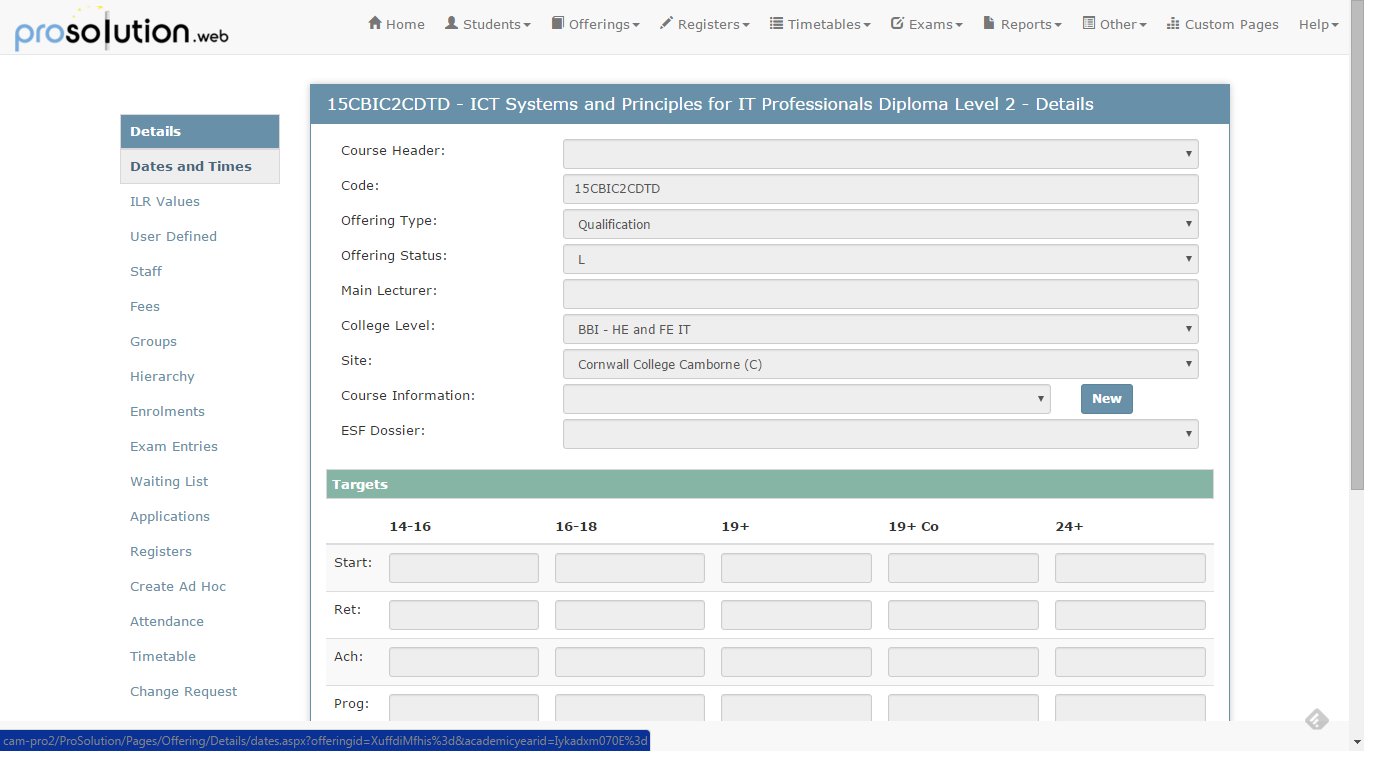 prosolution.web
Home Students Offerings Registers Timetables Exams Reports Other Custom Pages Help
15CBIC2CDTD - ICT Systems and Principles for IT Professionals Diploma Level 2 - Details
Details
Dates and Times
ILR Values
User Defined
Staff
Fees
Groups
Hierarchy
Enrolments
Exam Entries
Waiting List
Applications
Registers
Create Ad Hoc
Attendance
Timetable
Change Request
Course Header:
Code: 15CBIC2CDTD
Offering Type: Qualification
Offering Status: L
Main Lecturer:
College Level: BBI - HE and FE IT
Site: Cornwall College Camborne (C)
Course Information: New
ESF Dossier:
Targets
14-16 16-18 19+ 19+ Co 24+
Start:
Ret:
Ach:
Prog:
cam-pro2/ProSolution/Pages/Offering/Details/dates.aspx?offeringid=XuffdiMfhis%3d&academicyearid=Iykadxm070E%3d